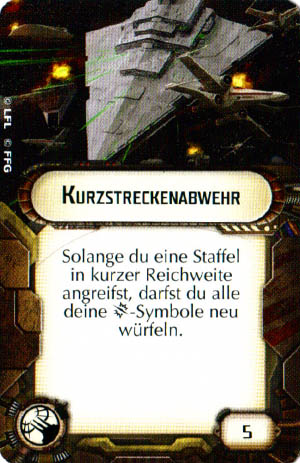 © LFL © FFG
KURZSTRECKENABWEHR
Solange du eine Staffel
in kurzer Reichweite
angreifst, darfst du alle
deine -Symbole neu
würfeln.
5